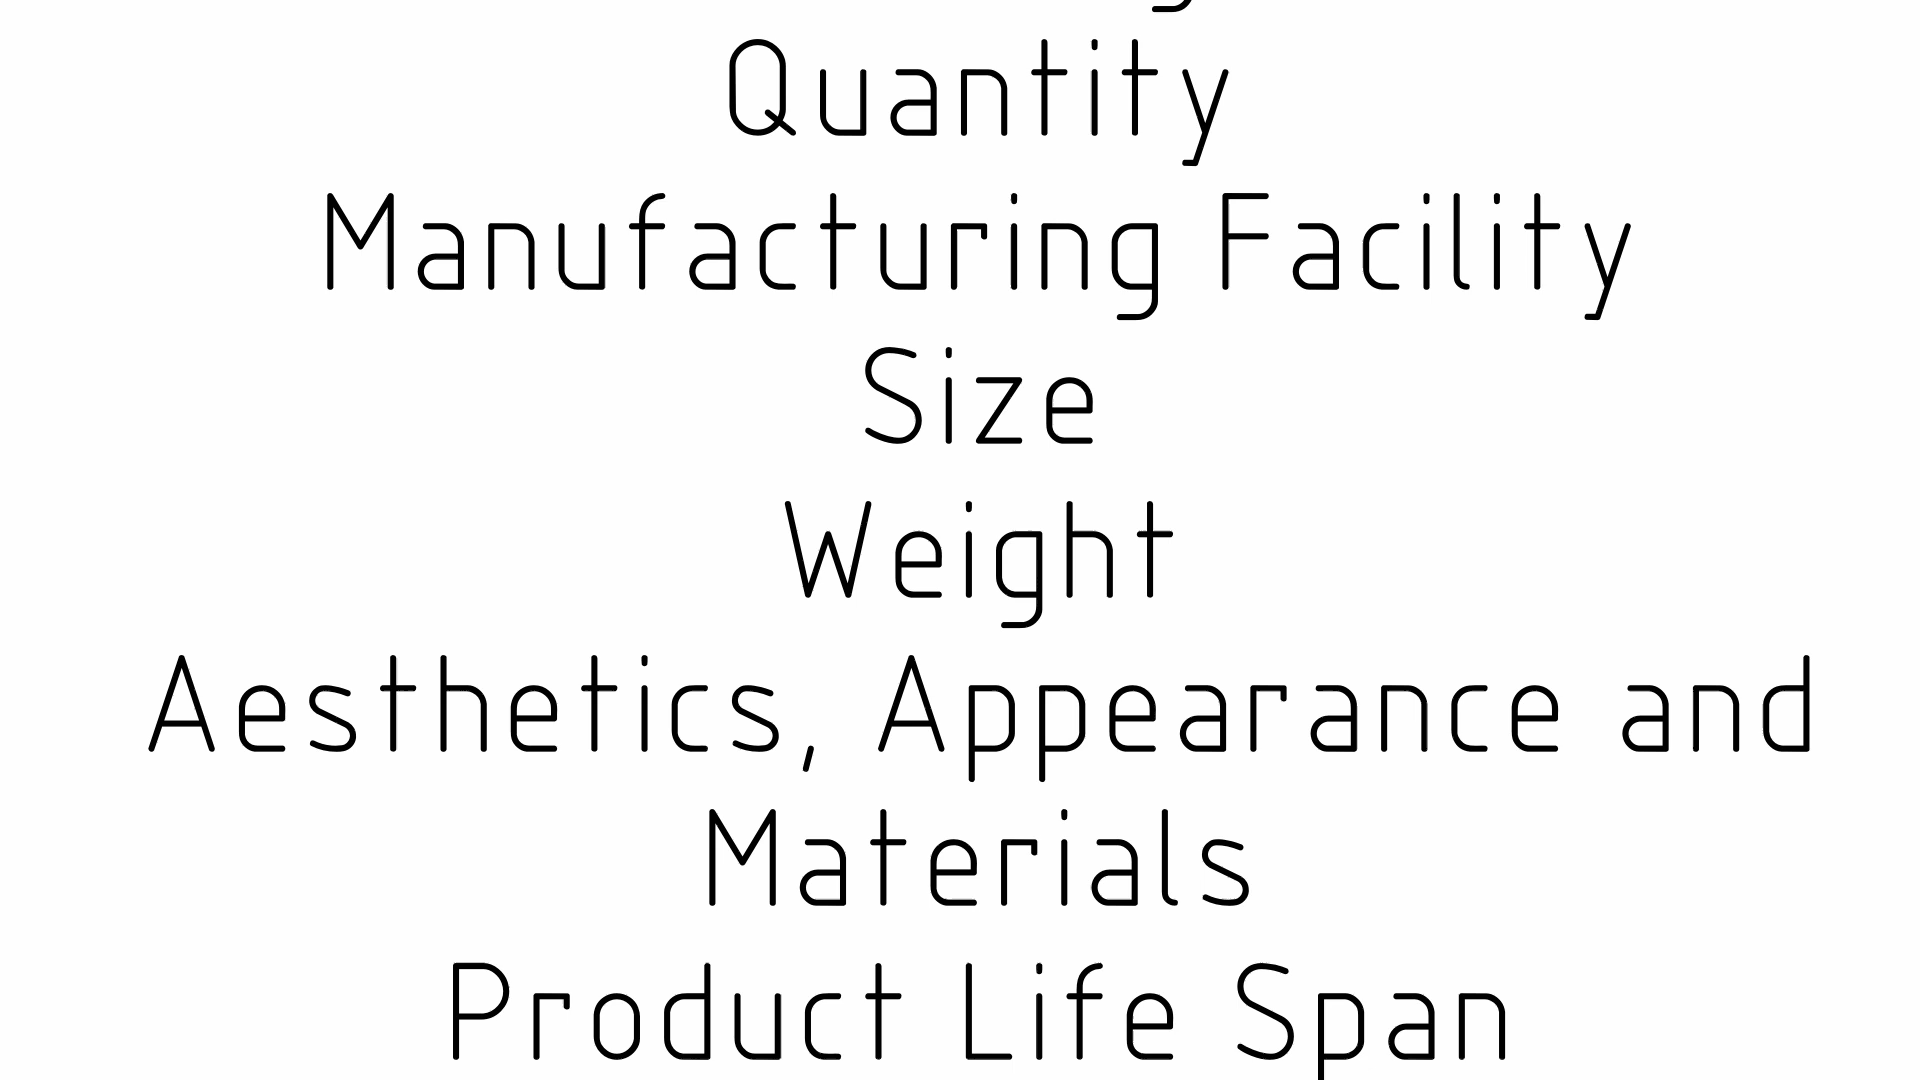 Quantity
Manufacturing Facility
Size
Weight
Aesthetics, Appearance and
Materials
Product Life Span